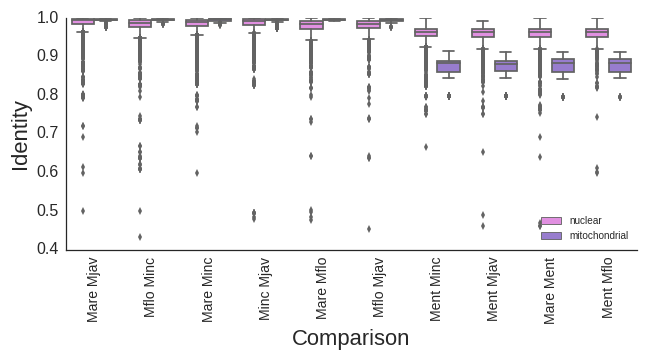 1.0
0.9
0.8
0.7
0.6
0.5
0.4
Identity
nuclear
mitochondrial
Mare Mjav
Mflo Minc
Mare Minc
Minc Mjav
Mare Mflo
Mflo Mjav
Ment Minc
Ment Mjav
Mare Ment
Ment Mflo
Comparison